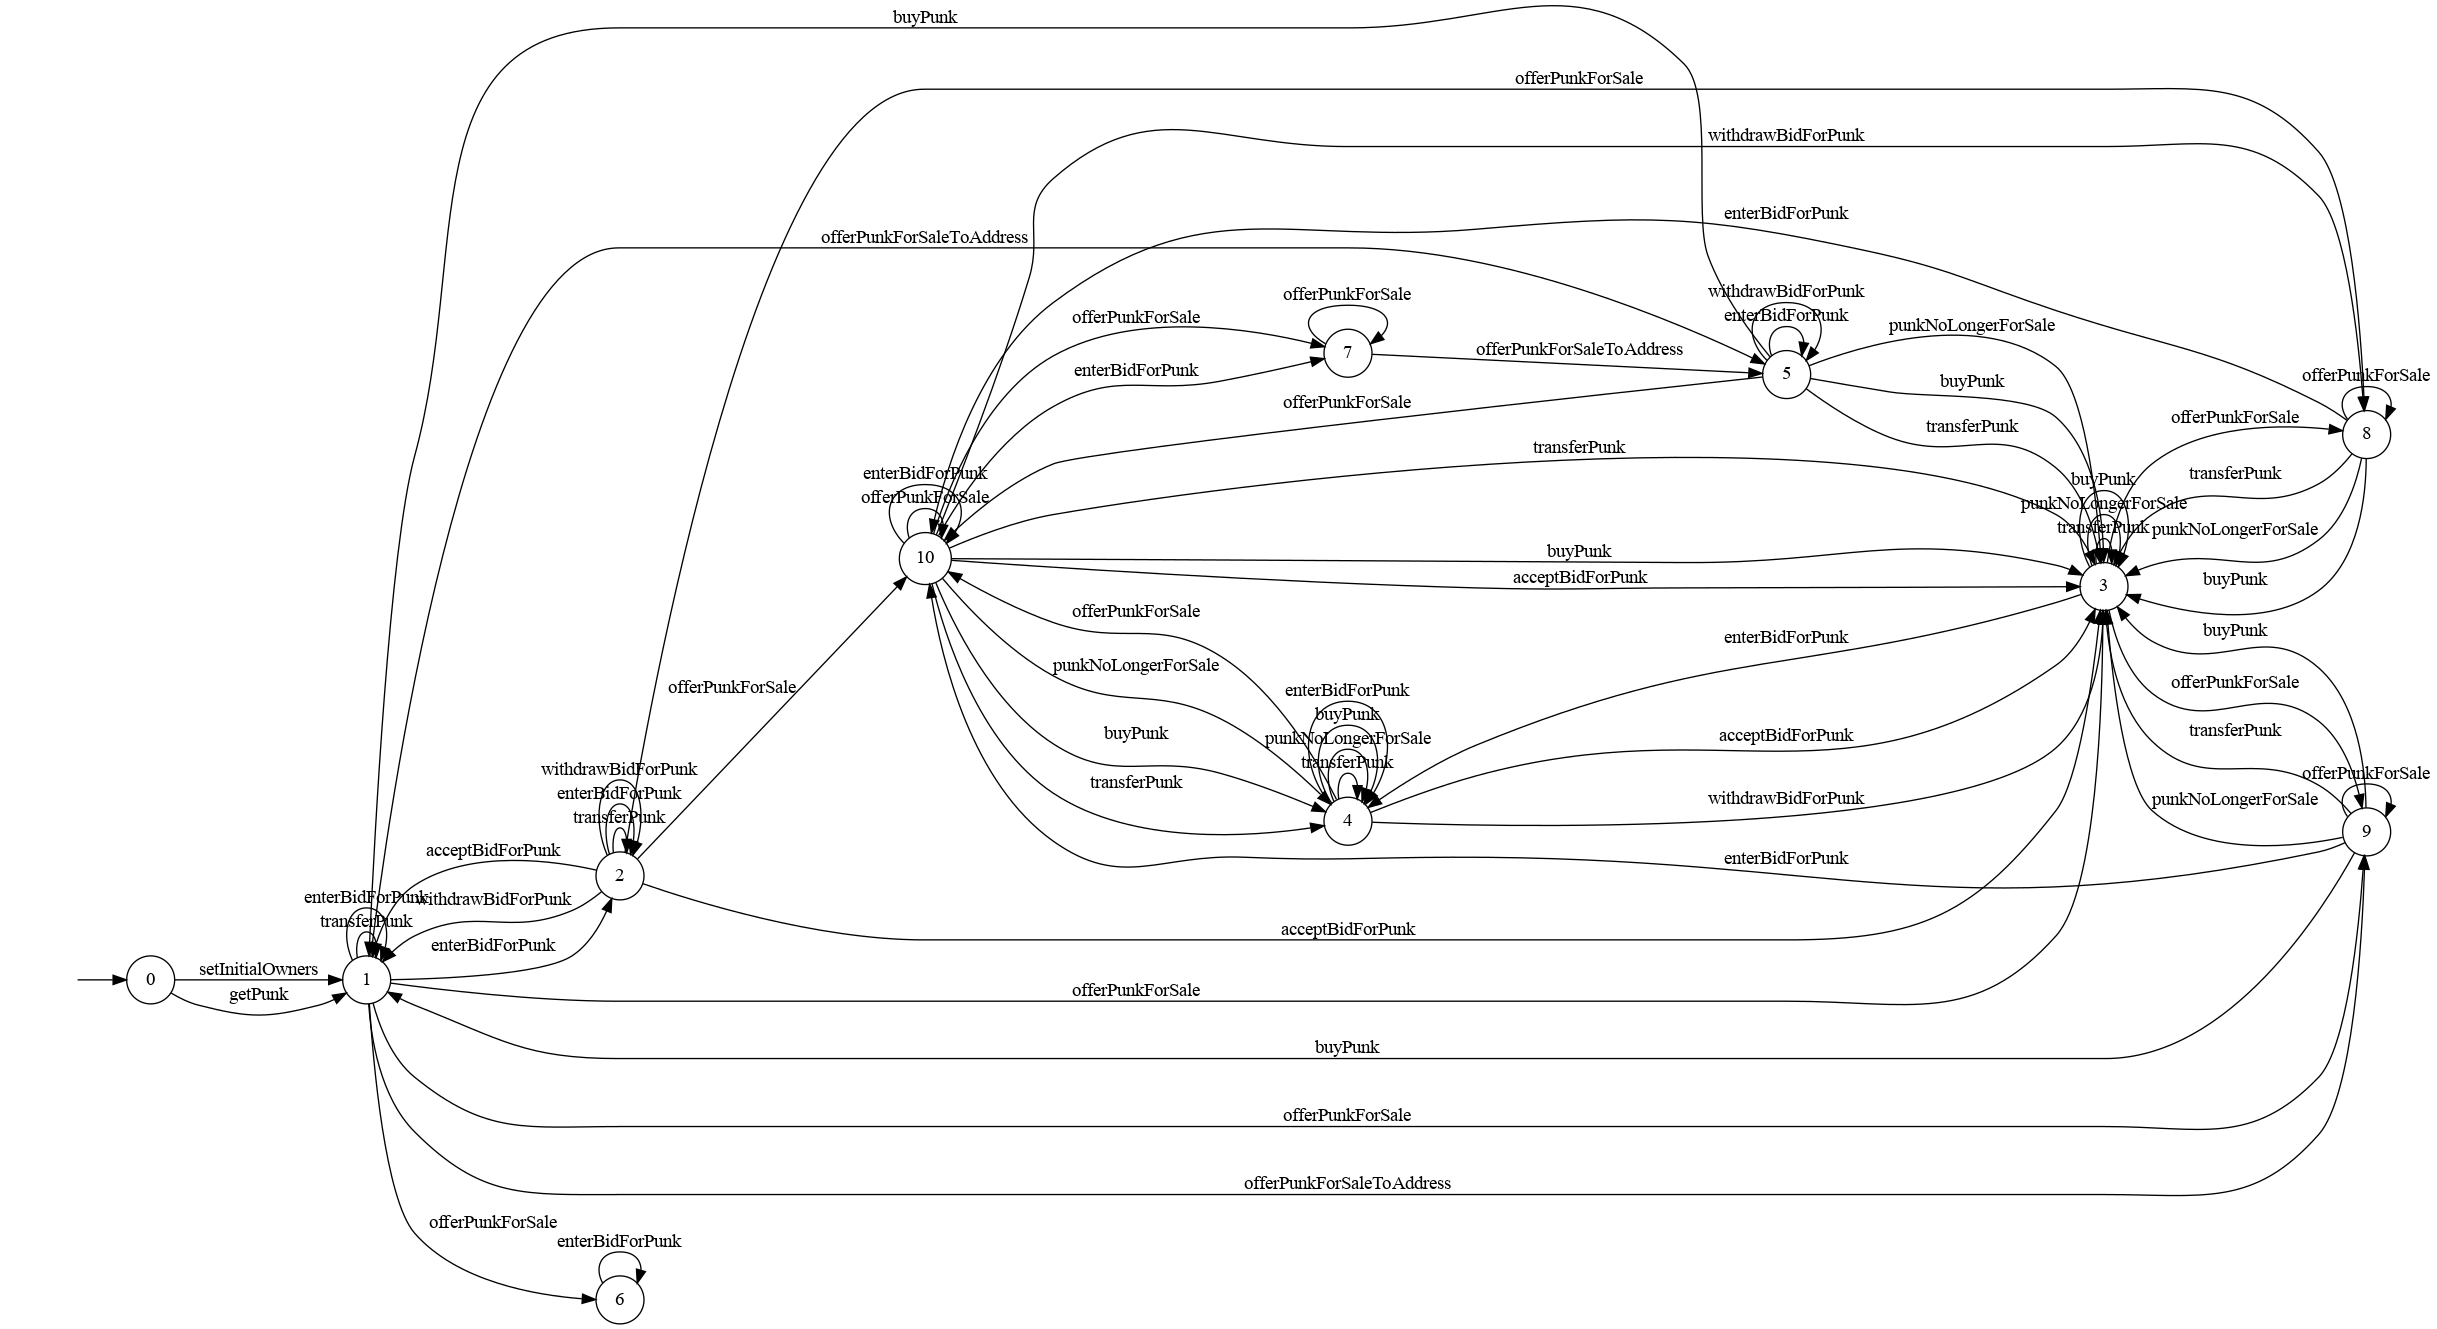 buyPunk
offerPunkForSale
withdrawBidForPunk
enterBidForPunk
offerPunkForSaleToAddress
offerPunkForSale
withdrawBidForPunk
enterBidForPunk
offerPunkForSale
punkNoLongerForSale
7
offerPunkForSaleToAddress
enterBidForPunk
5
offerPunkForSale
buyPunk
offerPunkForSale
transferPunk
offerPunkForSale
8
transferPunk
enterBidForPunk
offerPunkForSale
buyPunk
transferPunk
punkNoLongerForSale
transferPunk
punkNoLongerForSale
10
buyPunk
acceptBidForPunk
3
buyPunk
offerPunkForSale
enterBidForPunk
buyPunk
punkNoLongerForSale
offerPunkForSale
enterBidForPunk
offerPunkForSale
buyPunk
buyPunk
punkNoLongerForSale
transferPunk
acceptBidForPunk
transferPunk
transferPunk
withdrawBidForPunk
enterBidForPunk
transferPunk
4
withdrawBidForPunk
offerPunkForSale
punkNoLongerForSale
9
acceptBidForPunk
2
enterBidForPunk
enterBidForPunk
transferPunk
withdrawBidForPunk
acceptBidForPunk
enterBidForPunk
0
setInitialOwners
getPunk
1
offerPunkForSale
buyPunk
offerPunkForSale
offerPunkForSaleToAddress
offerPunkForSale
enterBidForPunk
6